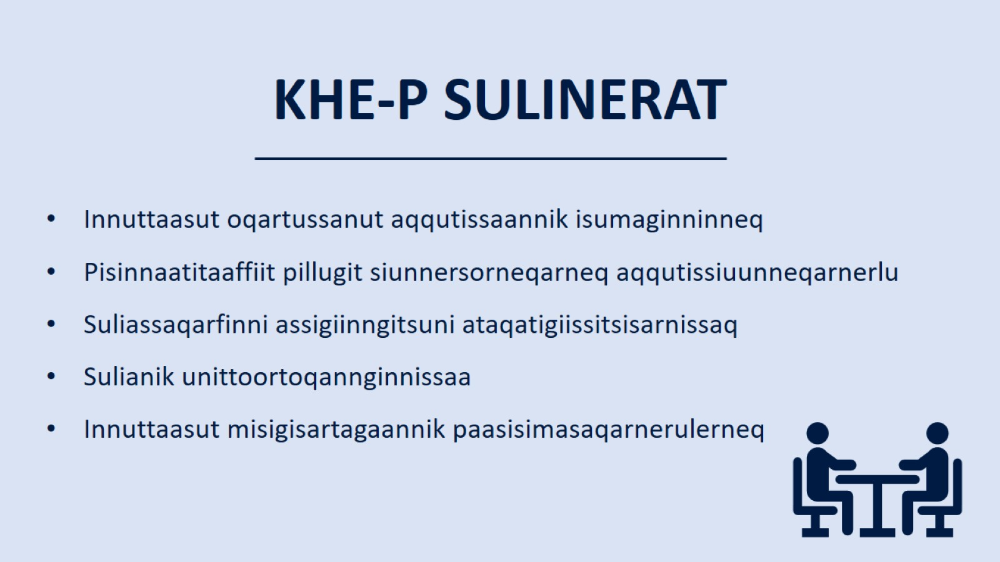 KHE-P SULINERAT
• Innuttaasut oqartussanut aqqutissaannik isumaginninneq
• Pisinnaatitaaffiit pillugit siunnersorneqarneq aqqutissiuunneqarnerlu
• Suliassaqarfinni assigiinngitsuni ataqatigiissitsisarnissaq
• Sulianik unittoortoqannginnissaa
• Innuttaasut misigisartagaannik paasisimasaqarnerulerneq